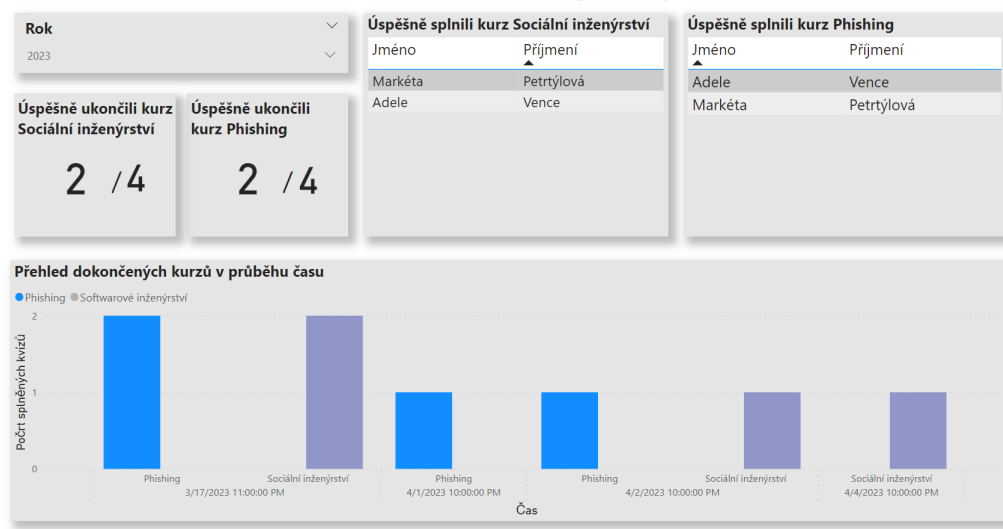 Rok
2023
Úspěšně ukončili kurz
Sociální inženýrství
2 / 4
Úspěšně ukončili
kurz Phishing
2 / 4
Úspěšně splnili kurz Sociální inženýrství
Jméno Příjmení
Markéta Petrtýlová
Adele Vence
Úspěšně splnili kurz Phishing
Jméno Příjmení
Adele Vence
Markéta Petrtýlová
Přehled dokončených kurzů v průběhu času
Phishing Softwarové inženýrství
Počrt splněných kvízů
2
1
0
Phishing Sociální inženýrství Phishing Phishing Sociální inženýrství Sociální inženýrství
3/17/2023 11:00:00 PM 4/1/2023 10:00:00 PM 4/2/2023 10:00:00 PM 4/4/2023 10:00:00 PM
Čas